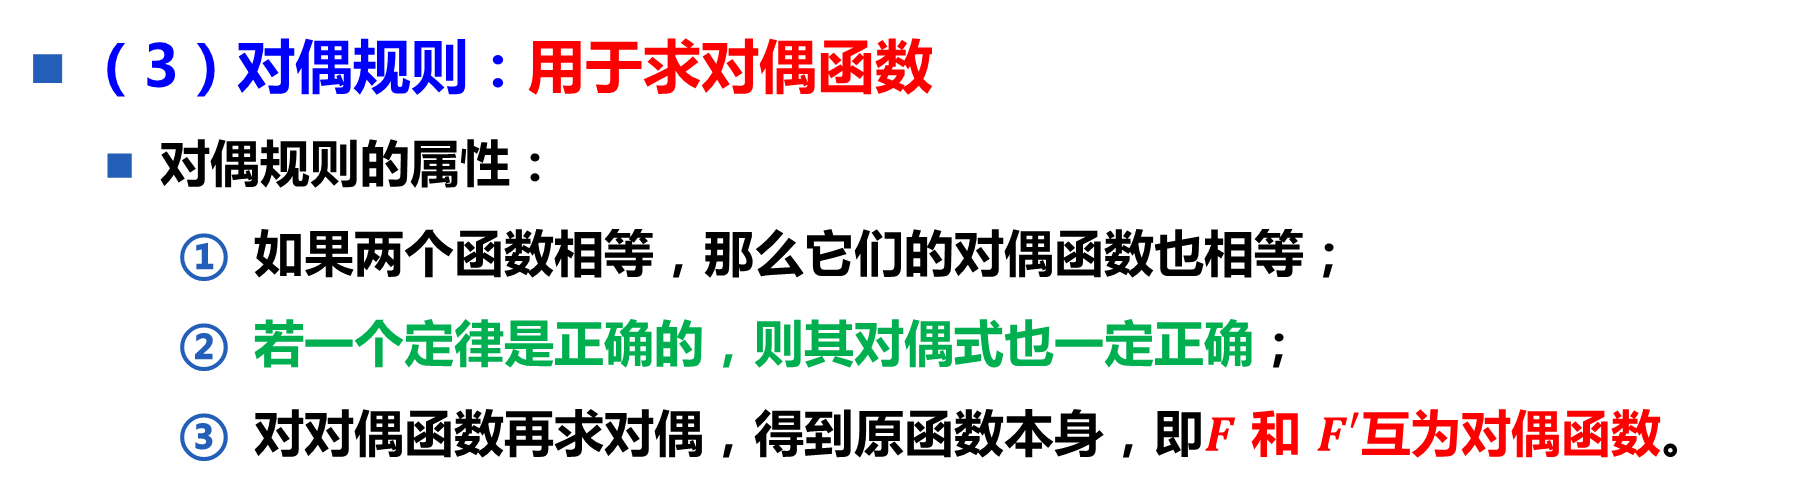 （3）对偶规则：用于求对偶函数
对偶规则的属性：
① 如果两个函数相等，那么它们的对偶函数也相等；
② 若一个定律是正确的，则其对偶式也一定正确；
③ 对对偶函数再求对偶，得到原函数本身，即F 和 F′互为对偶函数。